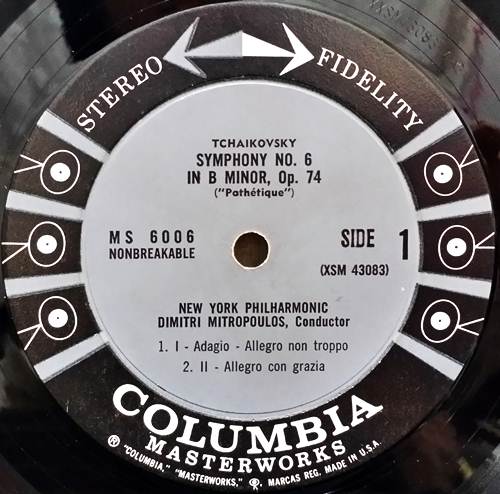 STEREO FIDELITY
TCHAIKOVSKY
SYMPHONY NO. 6
IN B MINOR, Op. 74
("Pathétique")
MS 6006
NONBREAKABLE
SIDE 1
(XSM 43083)
NEW YORK PHILHARMONIC
DIMITRI MITROPOULOS, Conductor
1. I - Adagio - Allegro non troppo
2. II - Allegro con grazia
COLUMBIA
MASTERWORKS
® "COLUMBIA," "MASTERWORKS," MARCAS REG. MADE IN U.S.A.